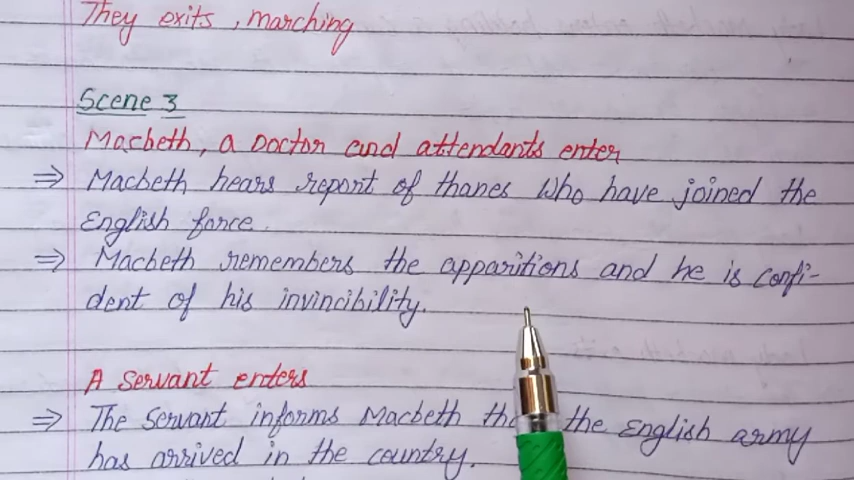 They exits, marching
Scene 3
Macbeth, a Doctor and attendants enter
⇒ Macbeth hears report of thanes who have joined the
English force.
⇒ Macbeth remembers the apparitions and he is confi-
dent of his invincibility.
A servant enters
⇒ The servant informs Macbeth the English army
has arrived in the country.